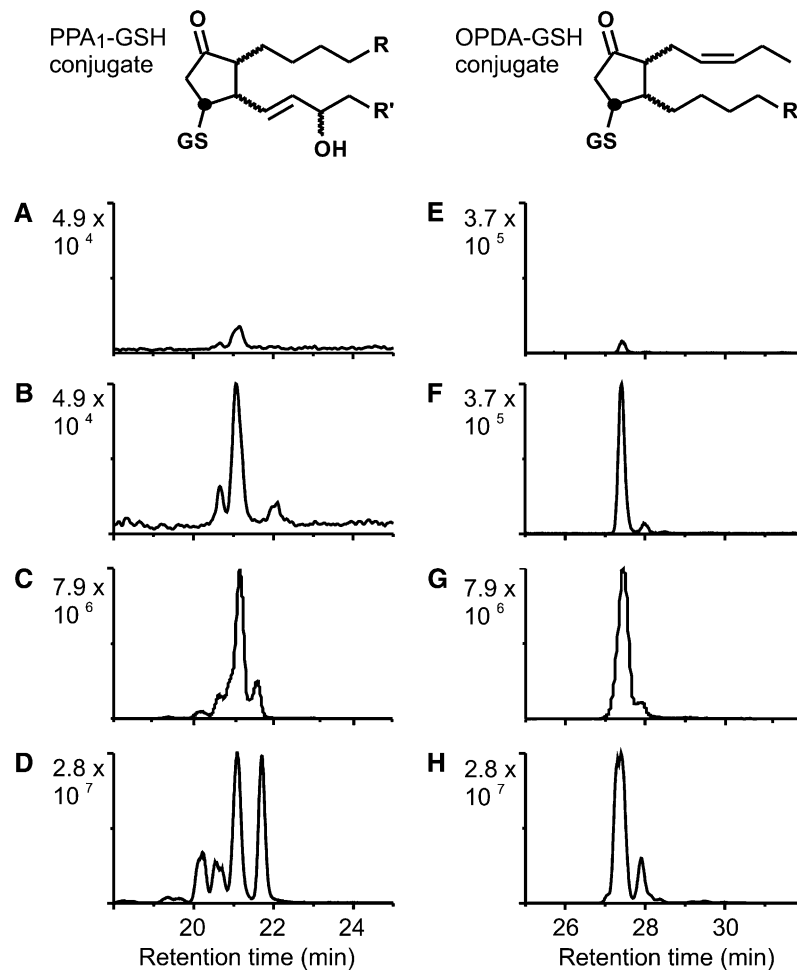 PPA1-GSH
conjugate
O
R
R'
OH
GS
OPDA-GSH
conjugate
O
R
GS
A
4.9 x
10 4
B
4.9 x
10 4
C
7.9 x
10 6
D
2.8 x
10 7
20 22 24
Retention time (min)
E
3.7 x
10 5
F
3.7 x
10 5
G
7.9 x
10 6
H
2.8 x
10 7
26 28 30
Retention time (min)